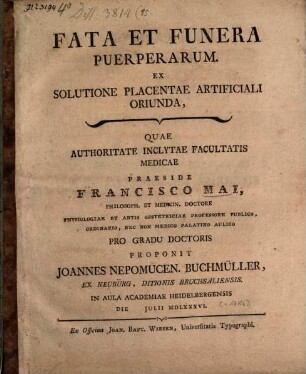 FATA ET FUNERA
PUERPERARUM.
EX
SOLUTIONE PLACENTAE ARTIFICIALI
ORIUNDA,
QUAE
AUTHORITATE INCLYTAE FACULTATIS
MEDICAE
PRAESIDE
FRANCISCO MAI,
PHILOSOPH. ET MEDICIN. DOCTORE
PHYSIOLOGIAE ET ARTIS OBSTETRICIAE PROFESSORE PUBLICO,
ORDINARIO, NEC NON MEDICO PALATINO AULICO
PRO GRADU DOCTORIS
PROPONIT
JOANNES NEPOMUCEN. BUCHMÜLLER,
EX NEUBURG, DITIONIS BRUCHSALIENSIS.
IN AULA ACADEMIAE HEIDELBERGENSIS
DIE JULII MDLXXXVI.
Ex Officina JOAN. BAPT. WIESEN, Universitatis Typographi.